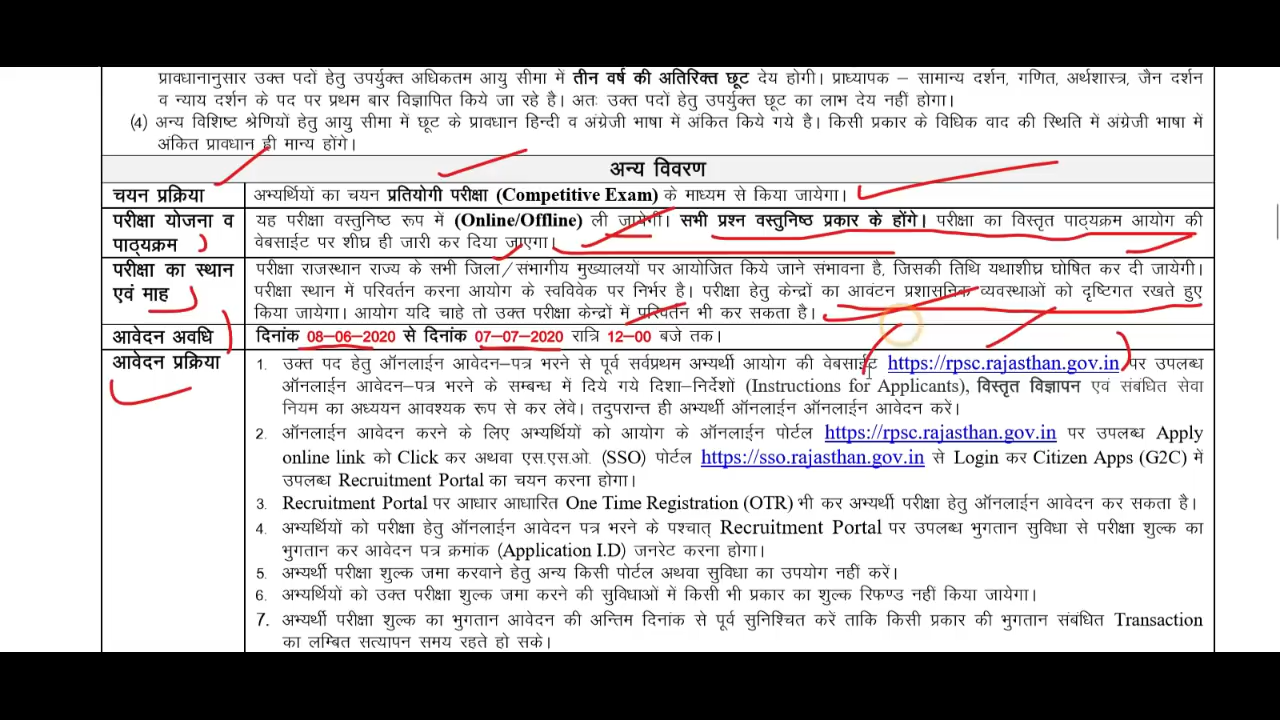 प्रावधानानुसार उक्त पदों हेतु उपर्युक्त अधिकतम आयु सीमा में तीन वर्ष की अतिरिक्त छूट देय होगी। प्राध्यापक – सामान्य दर्शन, गणित, अर्थशास्त्र, जैन दर्शन
व न्याय दर्शन के पद पर प्रथम बार विज्ञापित किये जा रहे है। अतः उक्त पदों हेतु उपर्युक्त छूट का लाभ देय नहीं होगा।
(4) अन्य विशिष्ट श्रेणियों हेतु आयु सीमा में छूट के प्रावधान हिन्दी व अंग्रेजी भाषा में अंकित किये गये है। किसी प्रकार के विधिक वाद की स्थिति में अंग्रेजी भाषा में
अंकित प्रावधान ही मान्य होंगे।
अन्य विवरण
चयन प्रक्रिया अभ्यर्थियों का चयन प्रतियोगी परीक्षा (Competitive Exam) के माध्यम से किया जायेगा।
परीक्षा योजना व यह परीक्षा वस्तुनिष्ठ रूप में (Online/Offline) ली जायेगी। सभी प्रश्न वस्तुनिष्ठ प्रकार के होंगे। परीक्षा का विस्तृत पाठ्यक्रम आयोग की
पाठ्यक्रम वेबसाईट पर शीघ्र ही जारी कर दिया जाएगा।
परीक्षा का स्थान परीक्षा राजस्थान राज्य के सभी जिला/संभागीय मुख्यालयों पर आयोजित किये जाने संभावना है, जिसकी तिथि यथाशीघ्र घोषित कर दी जायेगी।
एवं माह परीक्षा स्थान में परिवर्तन करना आयोग के स्वविवेक पर निर्भर है। परीक्षा हेतु केन्द्रों का आवंटन प्रशासनिक व्यवस्थाओं को दृष्टिगत रखते हुए
किया जायेगा। आयोग यदि चाहे तो उक्त परीक्षा केन्द्रों में परिवर्तन भी कर सकता है।
आवेदन अवधि दिनांक 08–06–2020 से दिनांक 07-07-2020 रात्रि 12–00 बजे तक।
आवेदन प्रक्रिया 1. उक्त पद हेतु ऑनलाईन आवेदन–पत्र भरने से पूर्व सर्वप्रथम अभ्यर्थी आयोग की वेबसाईट https://rpsc.rajasthan.gov.in पर उपलब्ध
ऑनलाईन आवेदन–पत्र भरने के सम्बन्ध में दिये गये दिशा–निर्देशों (Instructions for Applicants), विस्तृत विज्ञापन एवं संबंधित सेवा
नियम का अध्ययन आवश्यक रूप से कर लेंवे। तदुपरान्त ही अभ्यर्थी ऑनलाईन ऑनलाईन आवेदन करें।
2. ऑनलाईन आवेदन करने के लिए अभ्यर्थियों को आयोग के ऑनलाईन पोर्टल https://rpsc.rajasthan.gov.in पर उपलब्ध Apply
online link को Click कर अथवा एस.एस.ओ. (SSO) पोर्टल https://sso.rajasthan.gov.in से Login कर Citizen Apps (G2C) में
उपलब्ध Recruitment Portal का चयन करना होगा।
3. Recruitment Portal पर आधार आधारित One Time Registration (OTR) भी कर अभ्यर्थी परीक्षा हेतु ऑनलाईन आवेदन कर सकता है।
4. अभ्यर्थियों को परीक्षा हेतु ऑनलाईन आवेदन पत्र भरने के पश्चात् Recruitment Portal पर उपलब्ध भुगतान सुविधा से परीक्षा शुल्क का
भुगतान कर आवेदन पत्र क्रमांक (Application I.D) जनरेट करना होगा।
5. अभ्यर्थी परीक्षा शुल्क जमा करवाने हेतु अन्य किसी पोर्टल अथवा सुविधा का उपयोग नहीं करें।
6. अभ्यर्थियों को उक्त परीक्षा शुल्क जमा करने की सुविधाओं में किसी भी प्रकार का शुल्क रिफण्ड नहीं किया जायेगा।
7. अभ्यर्थी परीक्षा शुल्क का भुगतान आवेदन की अन्तिम दिनांक से पूर्व सुनिश्चित करें ताकि किसी प्रकार की भुगतान संबंधित Transaction
का लम्बित सत्यापन समय रहते हो सके।